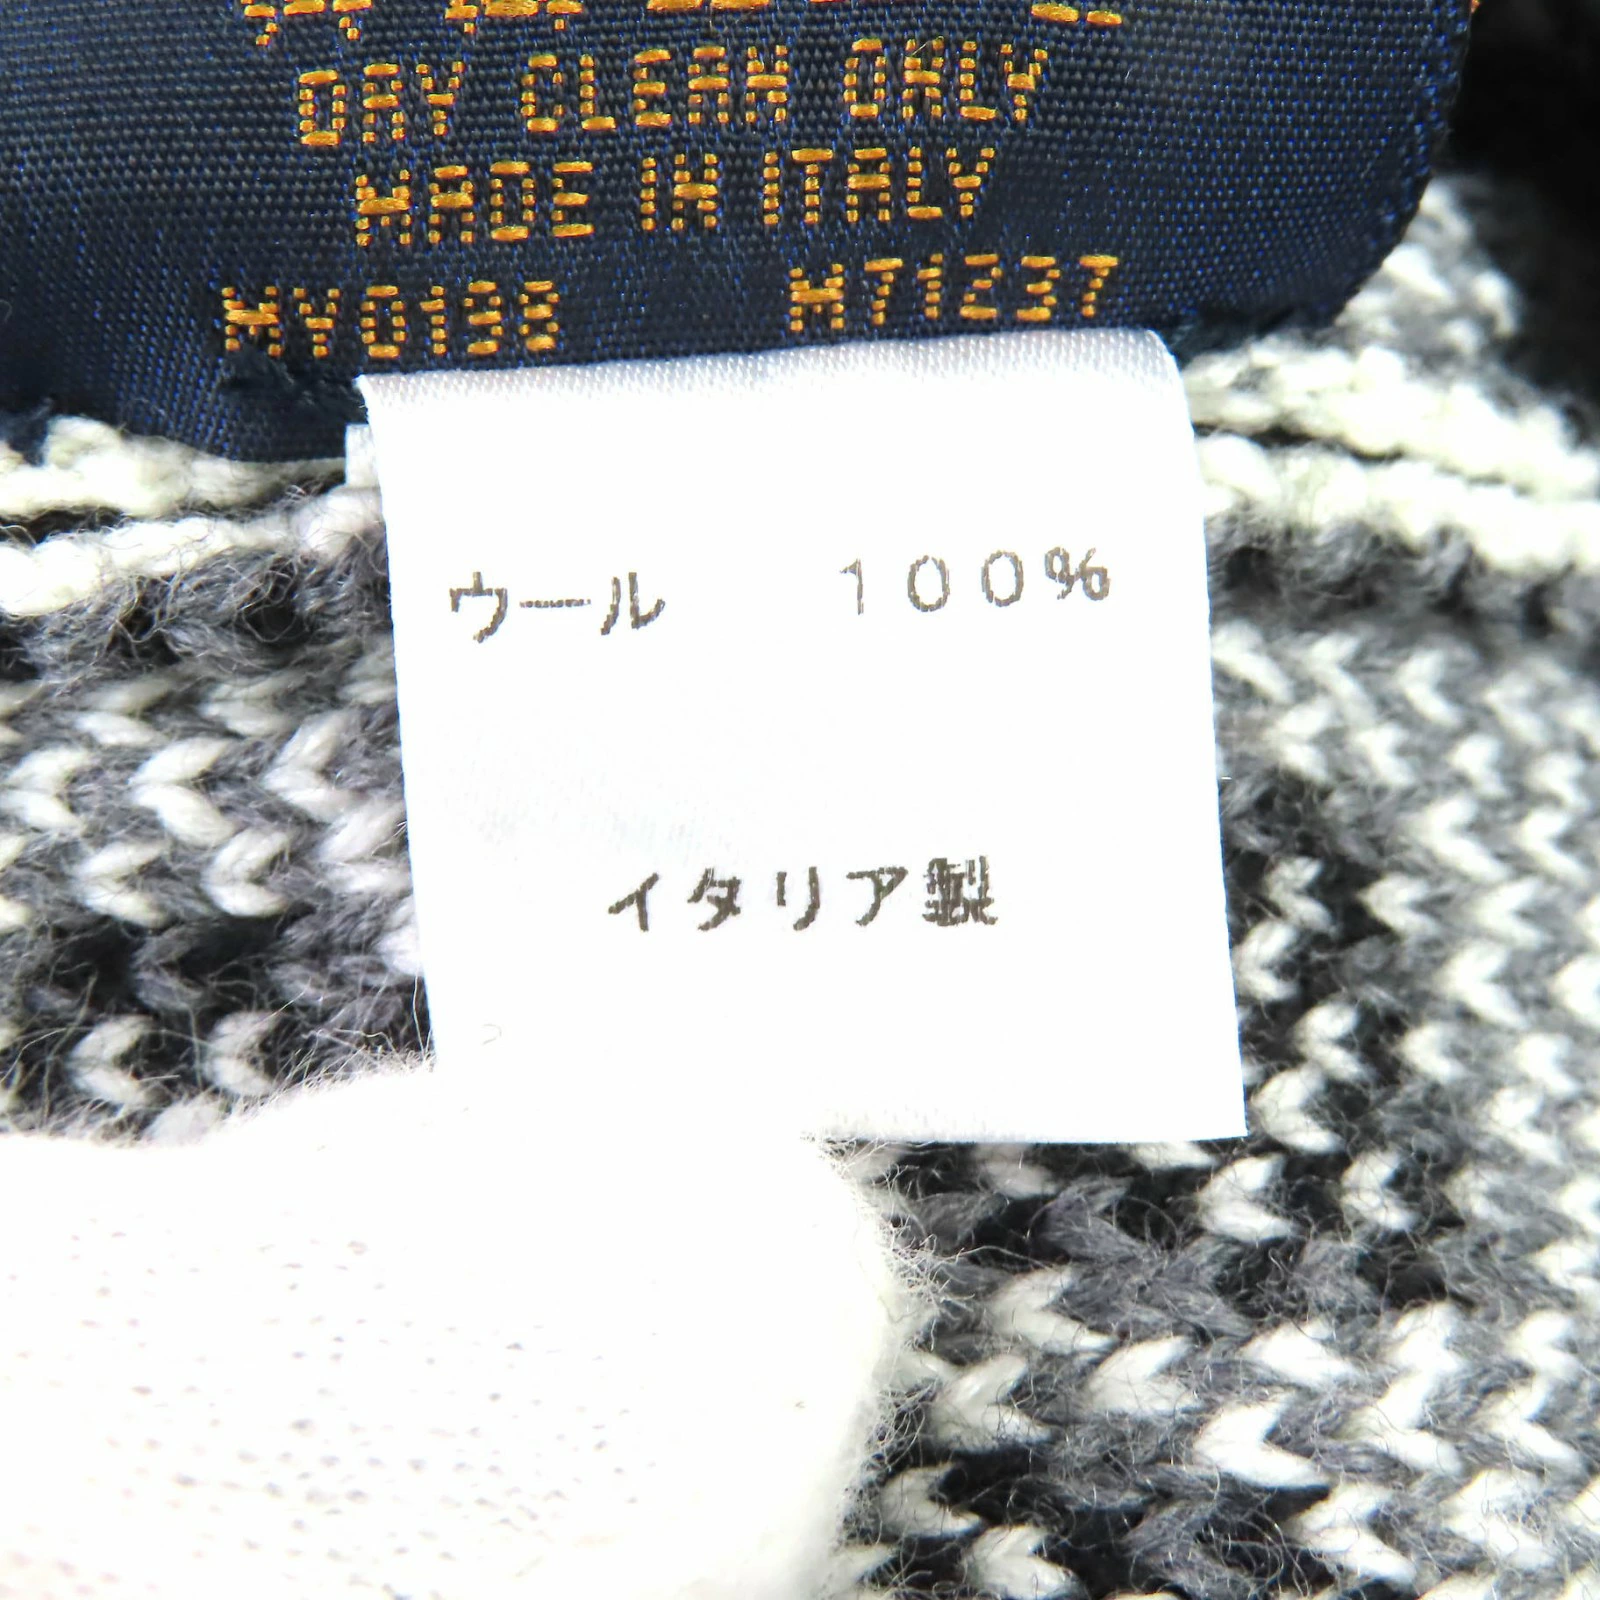 DRY CLEAN ONLY
MADE IN ITALY
MY0198 M71237
ウール 100%
イタリア製